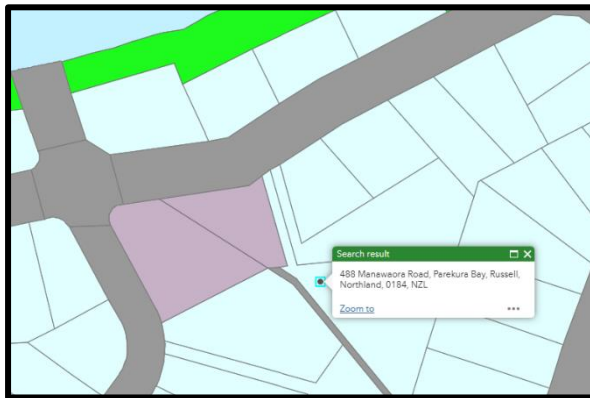 Search result
488 Manawaora Road, Parekura Bay, Russell,
Northland, 0184, NZL
Zoom to